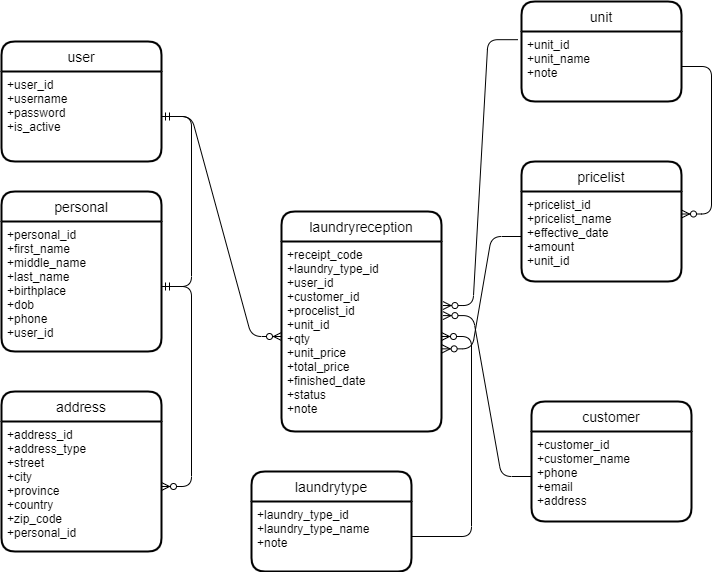 user
+user_id
+username
+password
+is_active
personal
+personal_id
+first_name
+middle_name
+last_name
+birthplace
+dob
+phone
+user_id
address
+address_id
+address_type
+street
+city
+province
+country
+zip_code
+personal_id
laundryreception
+receipt_code
+laundry_type_id
+user_id
+customer_id
+procelist_id
+unit_id
+qty
+unit_price
+total_price
+finished_date
+status
+note
laundrytype
+laundry_type_id
+laundry_type_name
+note
unit
+unit_id
+unit_name
+note
pricelist
+pricelist_id
+pricelist_name
+effective_date
+amount
+unit_id
customer
+customer_id
+customer_name
+phone
+email
+address